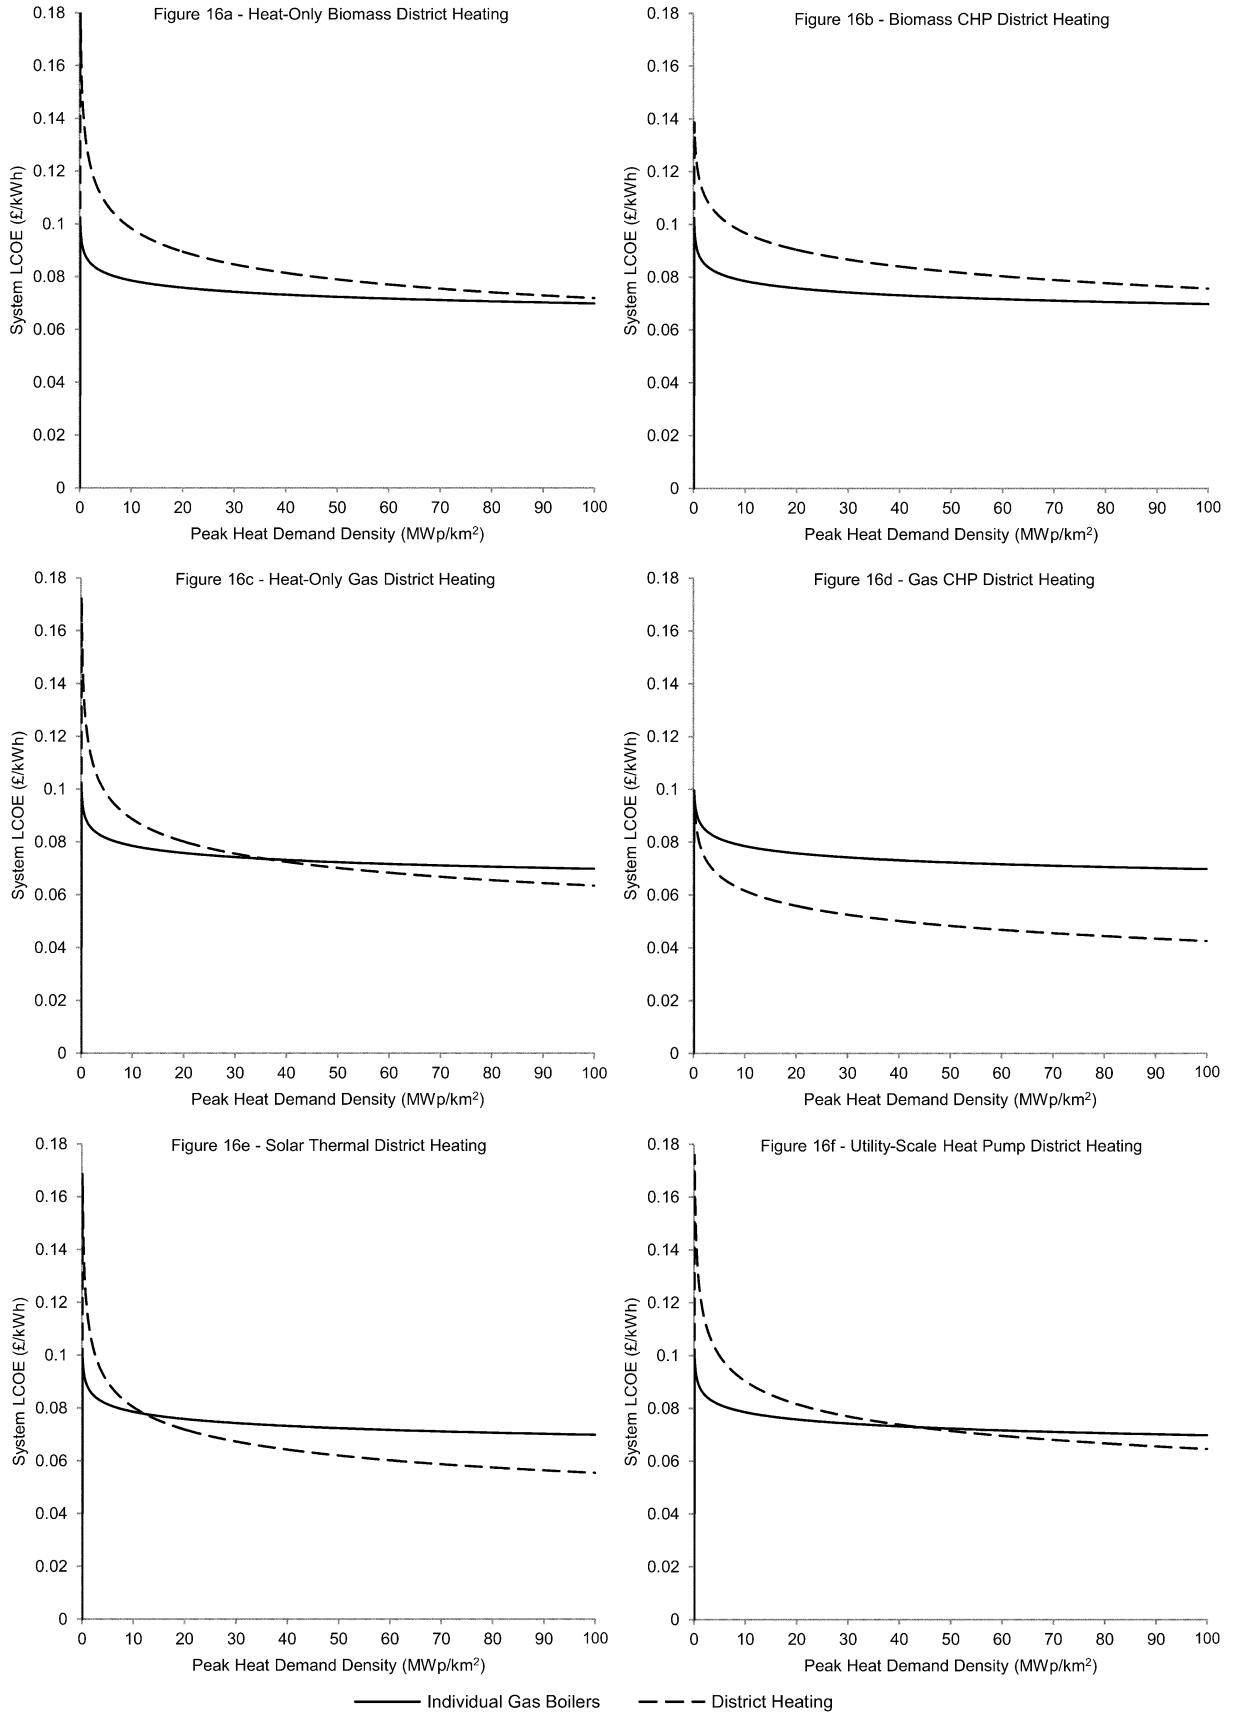 Figure 16a - Heat-Only Biomass District Heating
System LCOE (£/kWh)
0.18
0.16
0.14
0.12
0.1
0.08
0.06
0.04
0.02
0
0 10 20 30 40 50 60 70 80 90 100
Peak Heat Demand Density (MWp/km²)
Figure 16b - Biomass CHP District Heating
System LCOE (£/kWh)
0.18
0.16
0.14
0.12
0.1
0.08
0.06
0.04
0.02
0
0 10 20 30 40 50 60 70 80 90 100
Peak Heat Demand Density (MWp/km²)
Figure 16c - Heat-Only Gas District Heating
System LCOE (£/kWh)
0.18
0.16
0.14
0.12
0.1
0.08
0.06
0.04
0.02
0
0 10 20 30 40 50 60 70 80 90 100
Peak Heat Demand Density (MWp/km²)
Figure 16d - Gas CHP District Heating
System LCOE (£/kWh)
0.18
0.16
0.14
0.12
0.1
0.08
0.06
0.04
0.02
0
0 10 20 30 40 50 60 70 80 90 100
Peak Heat Demand Density (MWp/km²)
Figure 16e - Solar Thermal District Heating
System LCOE (£/kWh)
0.18
0.16
0.14
0.12
0.1
0.08
0.06
0.04
0.02
0
0 10 20 30 40 50 60 70 80 90 100
Peak Heat Demand Density (MWp/km²)
Figure 16f - Utility-Scale Heat Pump District Heating
System LCOE (£/kWh)
0.18
0.16
0.14
0.12
0.1
0.08
0.06
0.04
0.02
0
0 10 20 30 40 50 60 70 80 90 100
Peak Heat Demand Density (MWp/km²)
Individual Gas Boilers District Heating